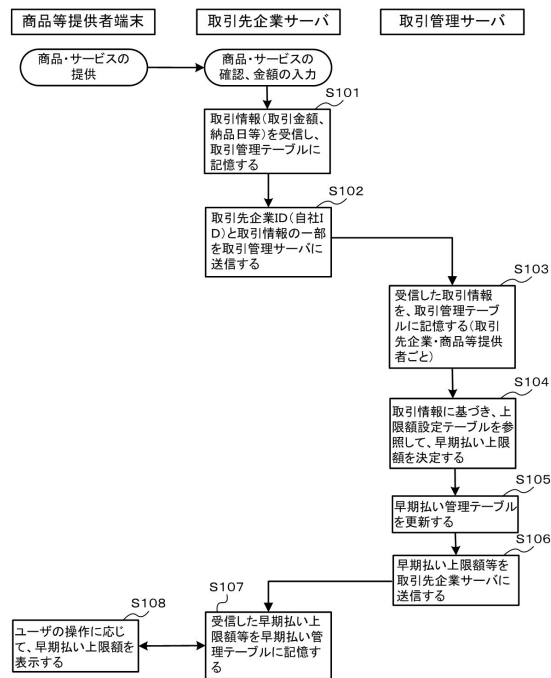 商品等提供者端末
取引先企業サーバ
取引管理サーバ
商品・サービスの
提供
商品・サービスの
確認、金額の入力
S101
取引情報(取引金額、
納品日等)を受信し、
取引管理テーブルに
記憶する
S102
取引先企業ID(自社I
D)と取引情報の一部
を取引管理サーバに
送信する
S103
受信した取引情報
を、取引管理テーブ
ルに記憶する(取引
先企業・商品等提供
者ごと)
S104
取引情報に基づき、上
限額設定テーブルを参
照して、早期払い上限
額を決定する
S105
早期払い管理テーブル
を更新する
S106
早期払い上限額等を
取引先企業サーバに
送信する
S107
受信した早期払い上
限額等を早期払い管
理テーブルに記憶す
る
S108
ユーザの操作に応じ
て、早期払い上限額を
表示する